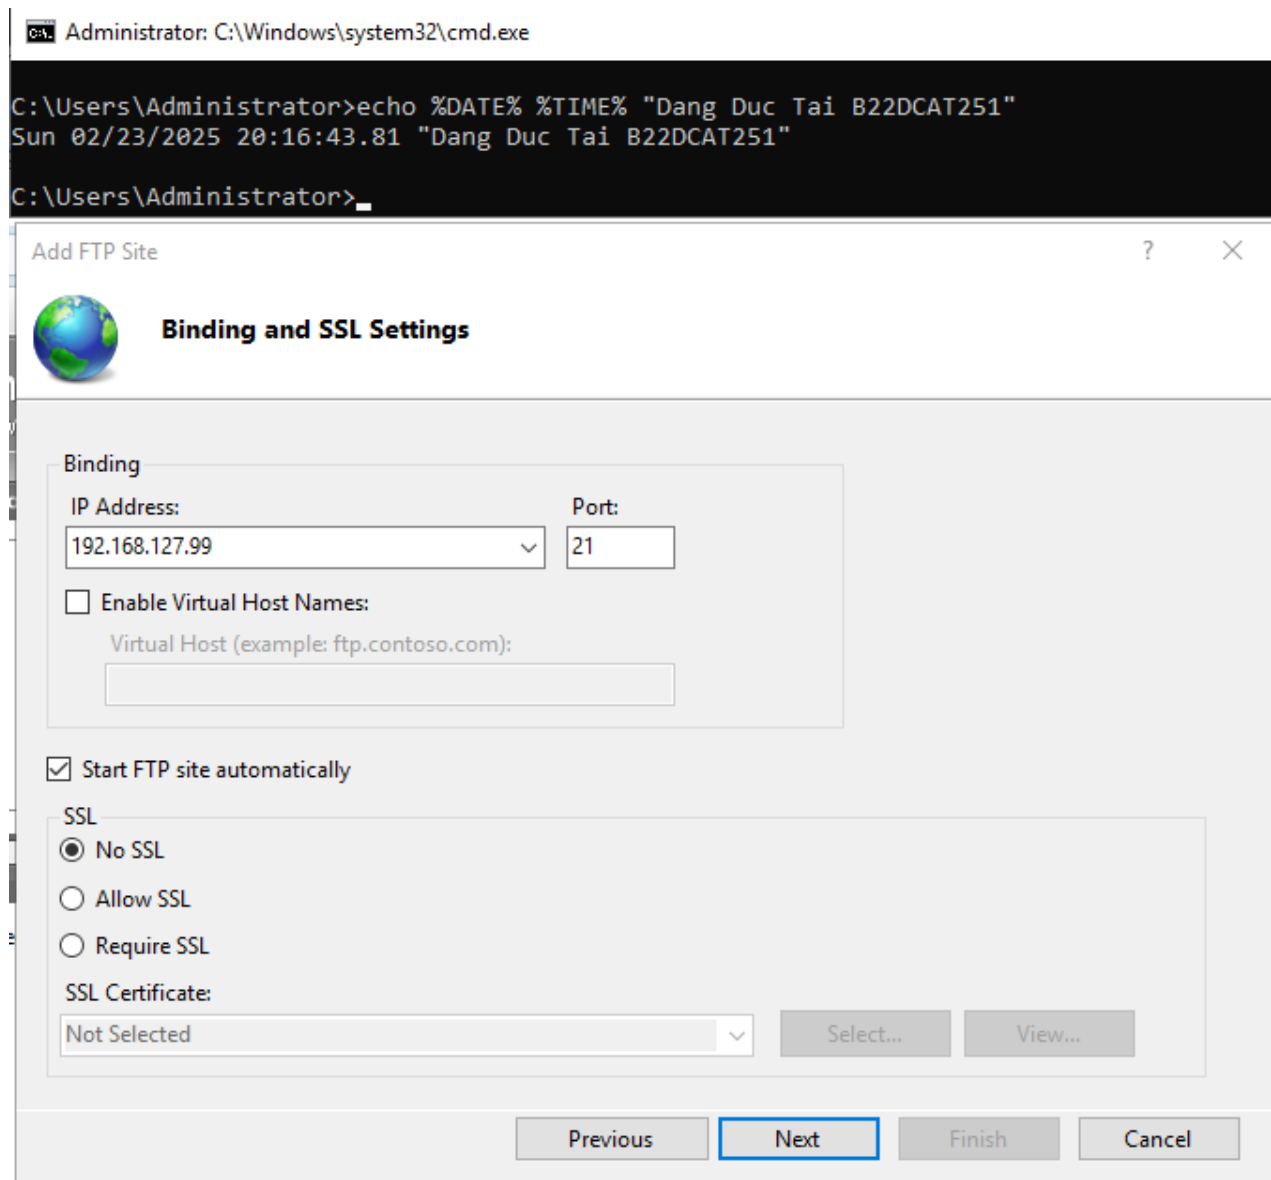 Administrator: C:\Windows\system32\cmd.exe
C:\Users\Administrator>echo %DATE% %TIME% "Dang Duc Tai B22DCAT251"
Sun 02/23/2025 20:16:43.81 "Dang Duc Tai B22DCAT251"
C:\Users\Administrator>
Add FTP Site
Binding and SSL Settings
Binding
IP Address: Port:
192.168.127.99 21
Enable Virtual Host Names:
Virtual Host (example: ftp.contoso.com):
Start FTP site automatically
SSL
No SSL
Allow SSL
Require SSL
SSL Certificate:
Not Selected Select... View...
Previous Next Finish Cancel